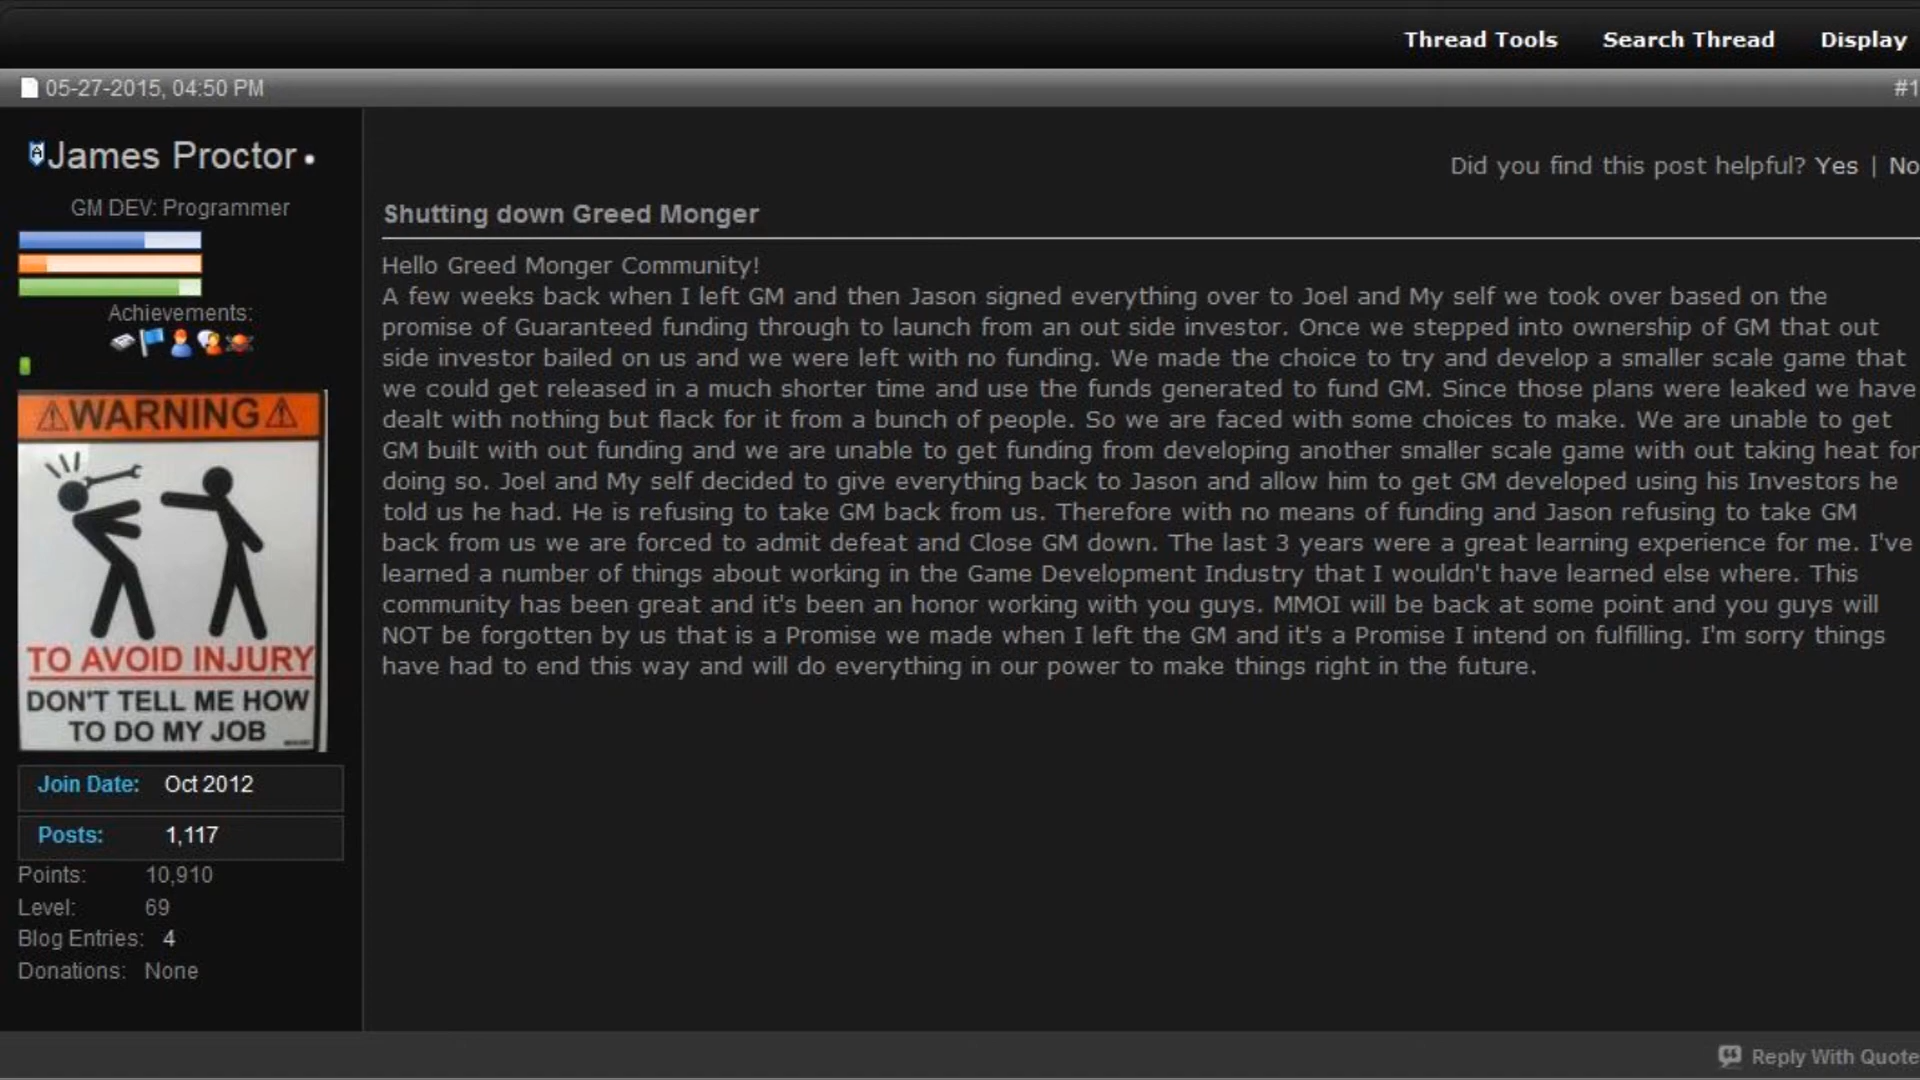 Thread Tools Search Thread Display
05-27-2015, 04:50 PM #1
James Proctor
Did you find this post helpful? Yes | No
GM DEV: Programmer
Shutting down Greed Monger
Hello Greed Monger Community!
A few weeks back when I left GM and then Jason signed everything over to Joel and My self we took over based on the
promise of Guaranteed funding through to launch from an out side investor. Once we stepped into ownership of GM that out
side investor bailed on us and we were left with no funding. We made the choice to try and develop a smaller scale game that
we could get released in a much shorter time and use the funds generated to fund GM. Since those plans were leaked we have
dealt with nothing but flack for it from a bunch of people. So we are faced with some choices to make. We are unable to get
GM built with out funding and we are unable to get funding from developing another smaller scale game with out taking heat for
doing so. Joel and My self decided to give everything back to Jason and allow him to get GM developed using his Investors he
told us he had. He is refusing to take GM back from us. Therefore with no means of funding and Jason refusing to take GM
back from us we are forced to admit defeat and Close GM down. The last 3 years were a great learning experience for me. I've
learned a number of things about working in the Game Development Industry that I wouldn't have learned else where. This
community has been great and it's been an honor working with you guys. MMOI will be back at some point and you guys will
NOT be forgotten by us that is a Promise we made when I left the GM and it's a Promise I intend on fulfilling. I'm sorry things
have had to end this way and will do everything in our power to make things right in the future.
Achievements:
WARNING
TO AVOID INJURY
DON'T TELL ME HOW
TO DO MY JOB
Join Date: Oct 2012
Posts: 1,117
Points: 10,910
Level: 69
Blog Entries: 4
Donations: None
Reply With Quote